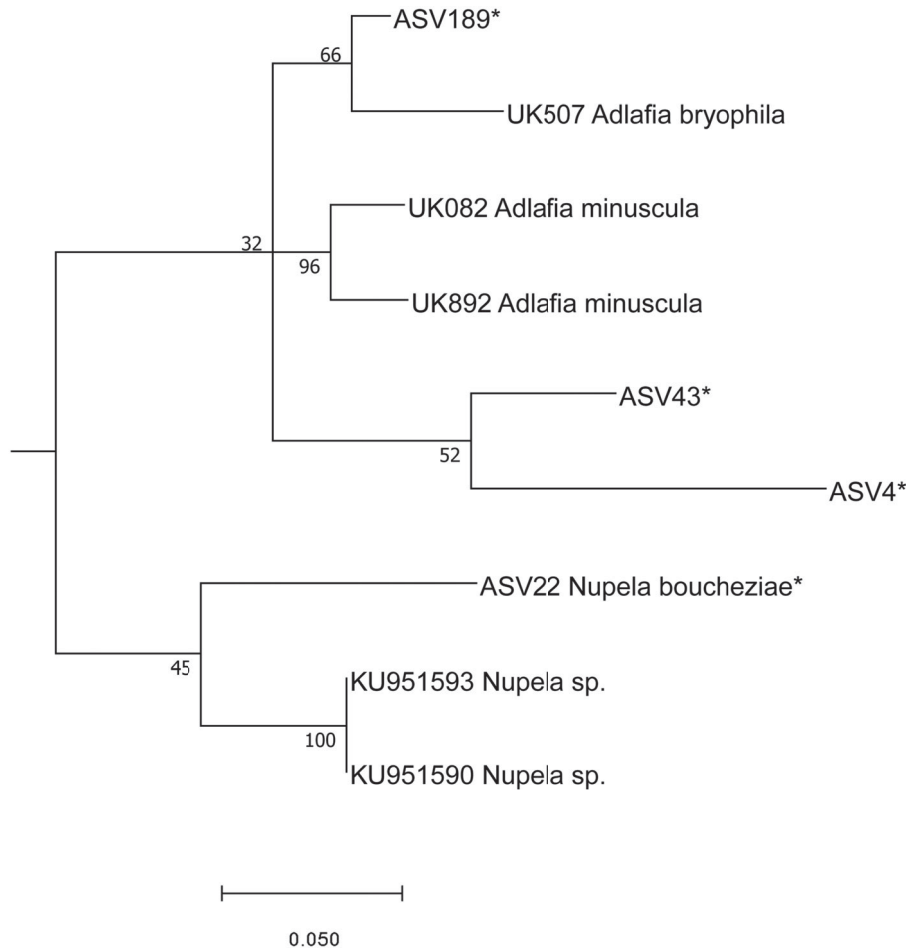 ASV189*
66
UK507 Adlafia bryophila
UK082 Adlafia minuscula
32
96
UK892 Adlafia minuscula
ASV43*
52
ASV4*
ASV22 Nupela boucheziae*
45
KU951593 Nupela sp.
100
KU951590 Nupela sp.
0.050